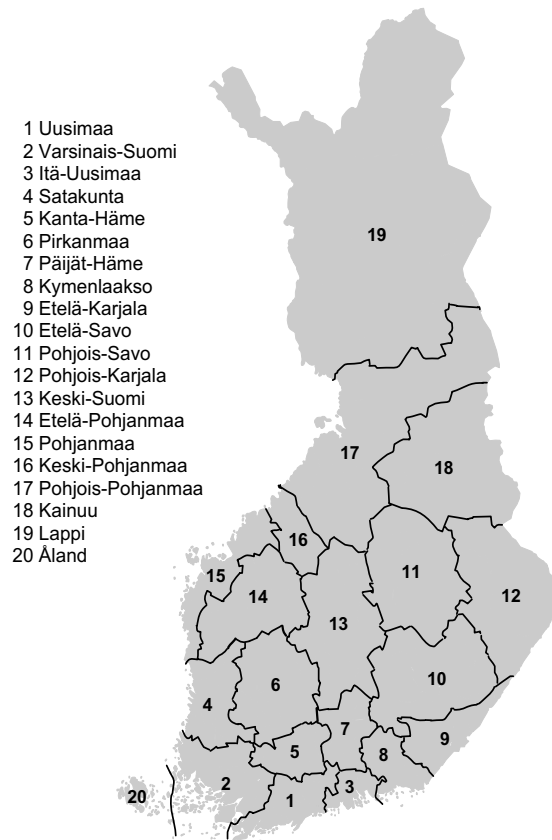 1 Uusimaa
2 Varsinais-Suomi
3 Itä-Uusimaa
4 Satakunta
5 Kanta-Häme
6 Pirkanmaa
7 Päijät-Häme
8 Kymenlaakso
9 Etelä-Karjala
10 Etelä-Savo
11 Pohjois-Savo
12 Pohjois-Karjala
13 Keski-Suomi
14 Etelä-Pohjanmaa
15 Pohjanmaa
16 Keski-Pohjanmaa
17 Pohjois-Pohjanmaa
18 Kainuu
19 Lappi
20 Åland
19
17
18
16
15
11
14
12
13
6
10
4
7
9
5
8
2
3
20
1